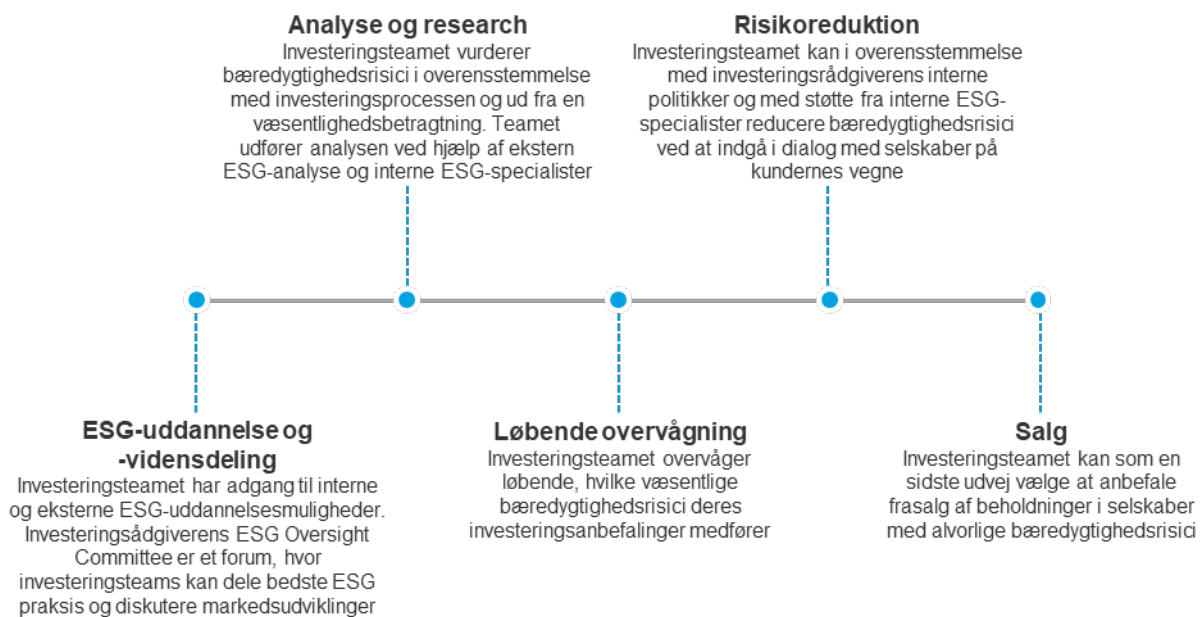 Analyse og research
Investeringsteamet vurderer
bæredygtighedsrisici i overensstemmelse
med investeringsprocessen og ud fra en
væsentlighedsbetragtning. Teamet
udfører analysen ved hjælp af ekstern
ESG-analyse og interne ESG-specialister
Risikoreduktion
Investeringsteamet kan i overensstemmelse
med investeringsrådgiverens interne
politikker og med støtte fra interne ESG-
specialister reducere bæredygtighedsrisici
ved at indgå i dialog med selskaber på
kundernes vegne
ESG-uddannelse og
-vidensdeling
Investeringsteamet har adgang til interne
og eksterne ESG-uddannelsesmuligheder.
Investeringsådgiverens ESG Oversight
Committee er et forum, hvor
investeringsteams kan dele bedste ESG
praksis og diskutere markedsudviklinger
Løbende overvågning
Investeringsteamet overvåger
løbende, hvilke væsentlige
bæredygtighedsrisici deres
investeringsanbefalinger medfører
Salg
Investeringsteamet kan som en
sidste udvej vælge at anbefale
frasalg af beholdninger i selskaber
med alvorlige bæredygtighedsrisici